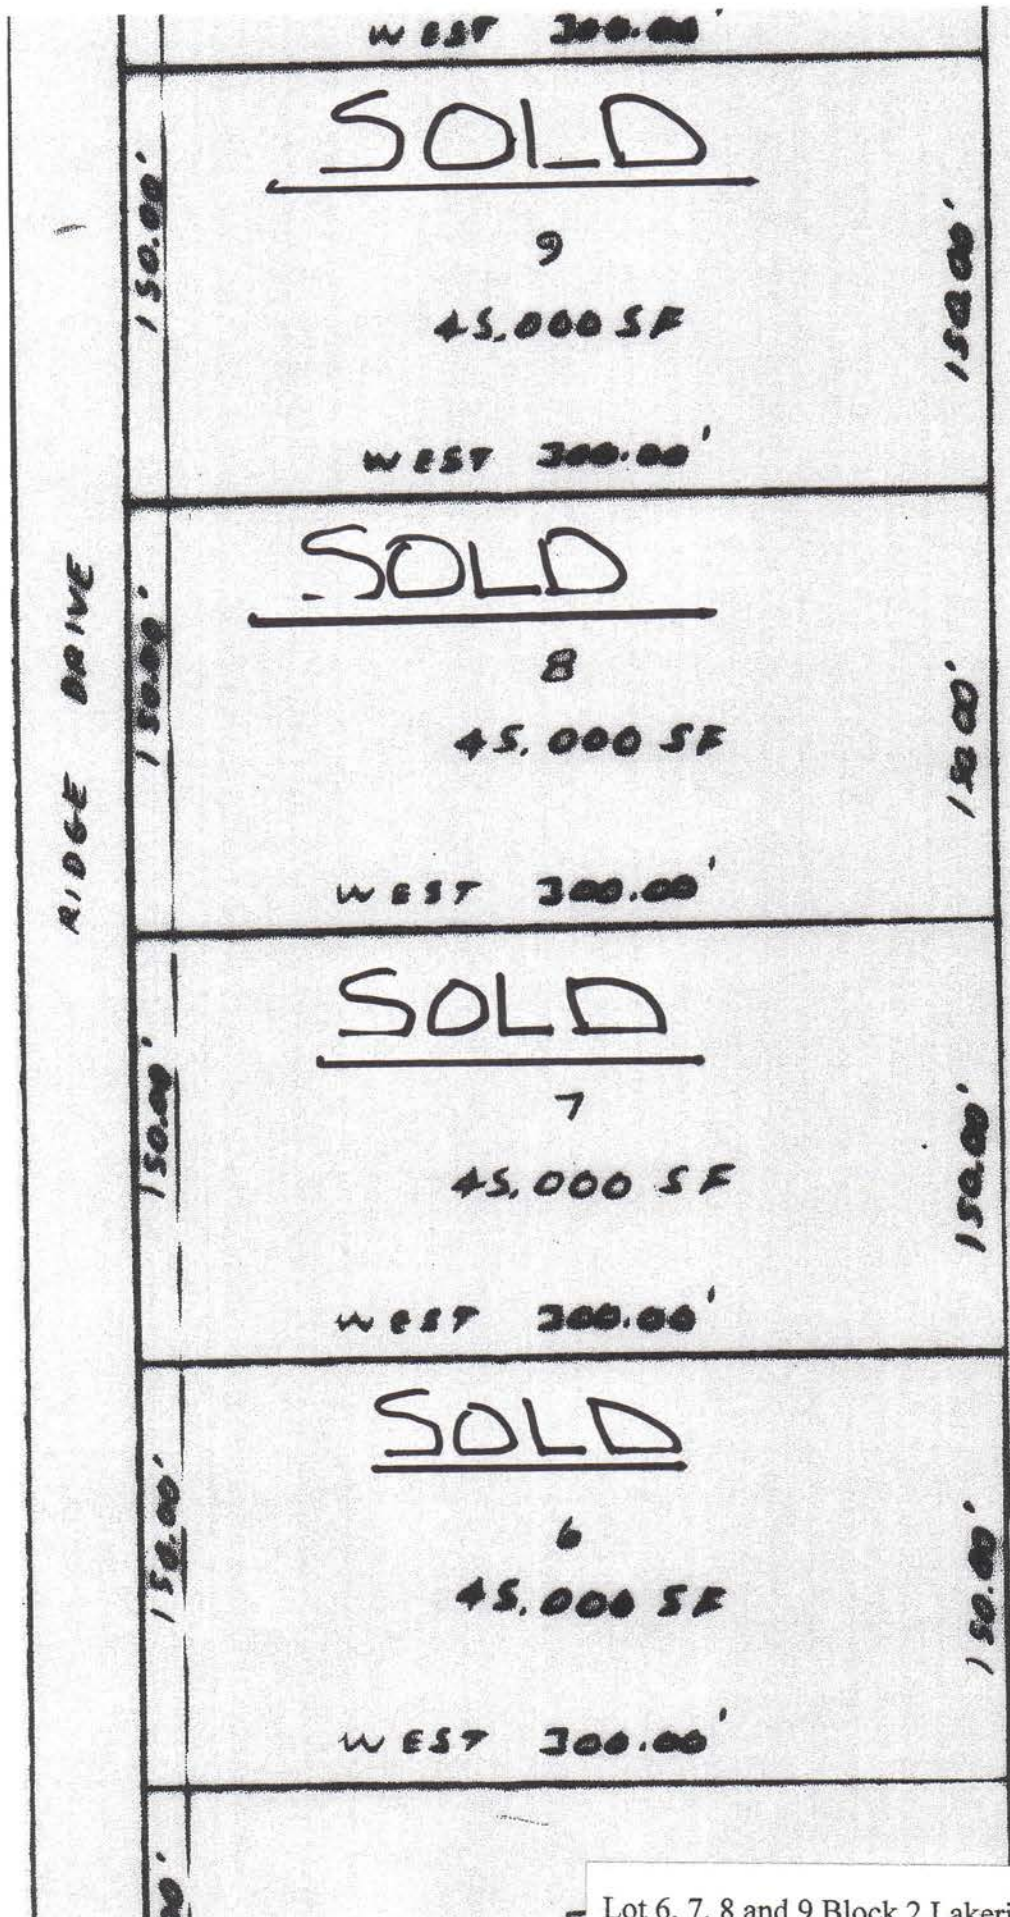 WEST 300.00'
SOLD
150.00'
9
150.00'
45,000 SF
WEST 300.00'
SOLD
RIDGE DRIVE
150.00'
8
150.00'
45,000 SF
WEST 300.00'
SOLD
150.00'
7
150.00'
45,000 SF
WEST 300.00'
SOLD
150.00'
6
150.00'
45,000 SF
WEST 300.00'
Lot 6, 7, 8 and 9 Block 2 Lakeri